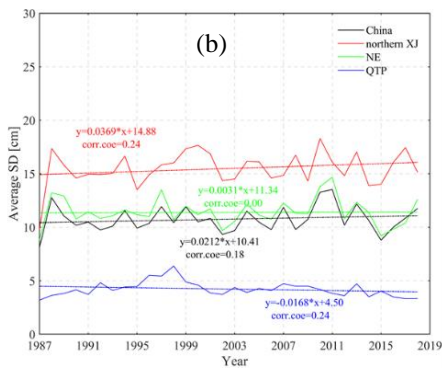 (b)
China
northern XJ
NE
QTP
y=0.0369*x+14.88
corr.coe=0.24
y=0.0031*x+11.34
corr.coe=0.00
y=0.0212*x+10.41
corr.coe=0.18
y=-0.0168*x+4.50
corr.coe=0.24
Average SD [cm]
30
25
20
15
10
5
0
1987
1991
1995
1999
2003
2007
2011
2015
2019
Year